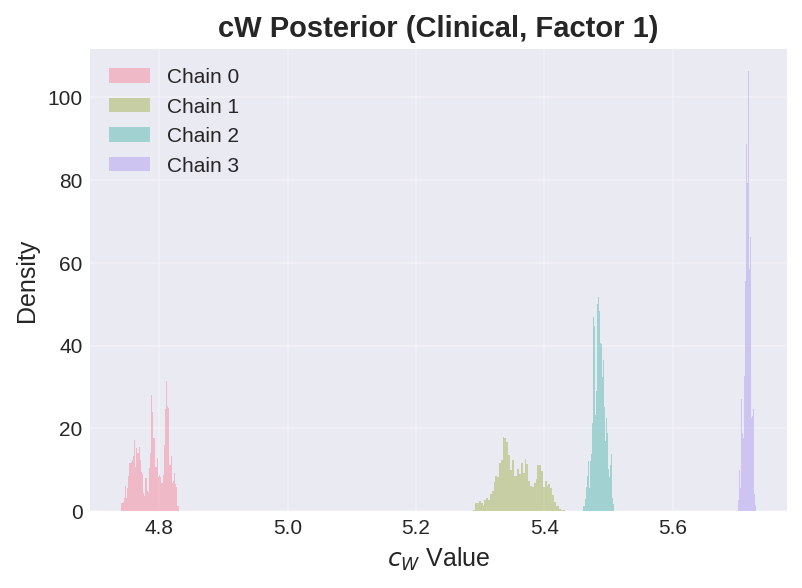 cW Posterior (Clinical, Factor 1)
Chain 0
Chain 1
Chain 2
Chain 3
100
80
60
40
20
0
Density
4.8 5.0 5.2 5.4 5.6
c_W Value